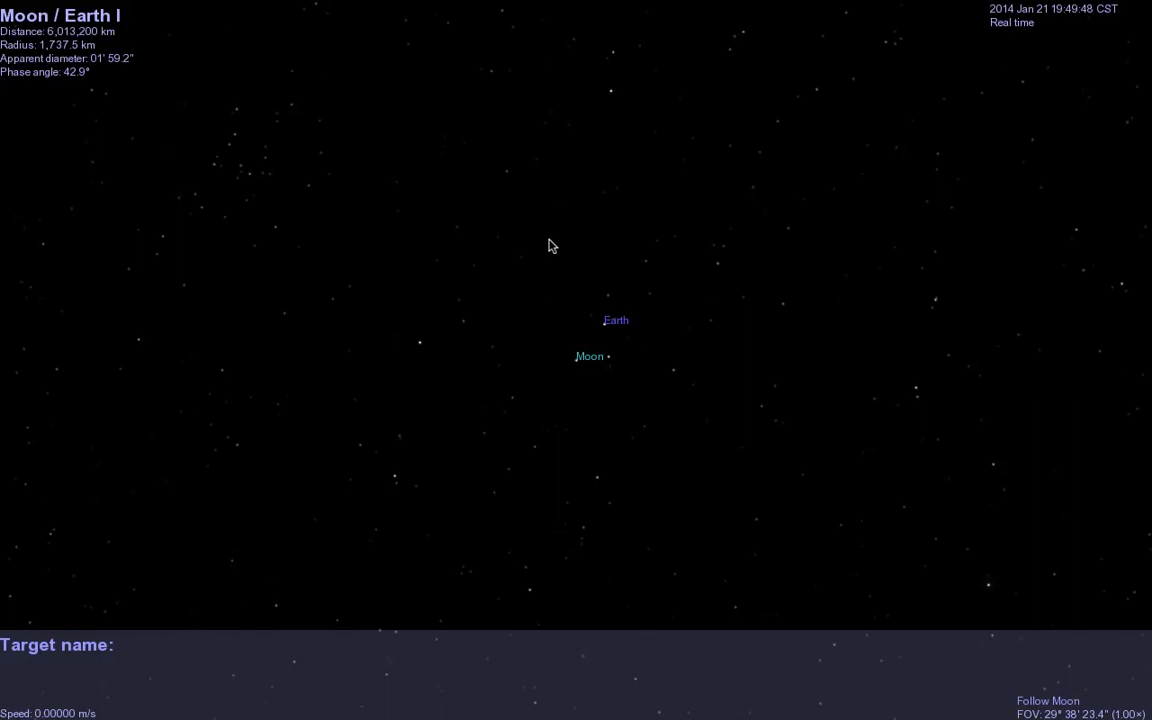 Moon / Earth I
Distance: 6,013,200 km
Radius: 1,737.5 km
Apparent diameter: 01' 59.2"
Phase angle: 42.9°
2014 Jan 21 19:49:48 CST
Real time
Earth
Moon
Target name:
Speed: 0.00000 m/s
Follow Moon
FOV: 29° 38' 23.4" (1.00×)